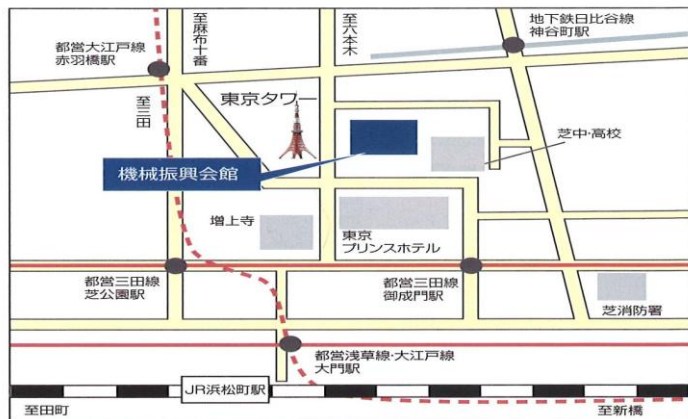 至麻布十番
至六本木
地下鉄日比谷線
神谷町駅
都営大江戸線
赤羽橋駅
至三田
東京タワー
芝中・高校
機械振興会館
増上寺
東京
プリンスホテル
都営三田線
芝公園駅
都営三田線
御成門駅
芝消防署
都営浅草線・大江戸線
大門駅
JR浜松町駅
至田町
至新橋